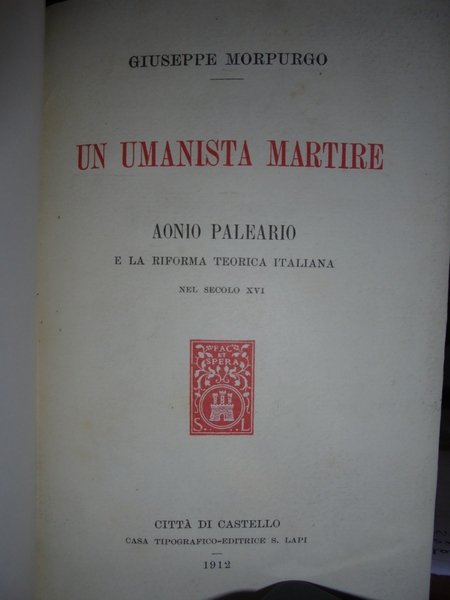 GIUSEPPE MORPURGO
UN UMANISTA MARTIRE
AONIO PALEARIO
E LA RIFORMA TEORICA ITALIANA
NEL SECOLO XVI
FAC
ET
SPERA
S. L
CITTÀ DI CASTELLO
CASA TIPOGRAFICO-EDITRICE S. LAPI
1912